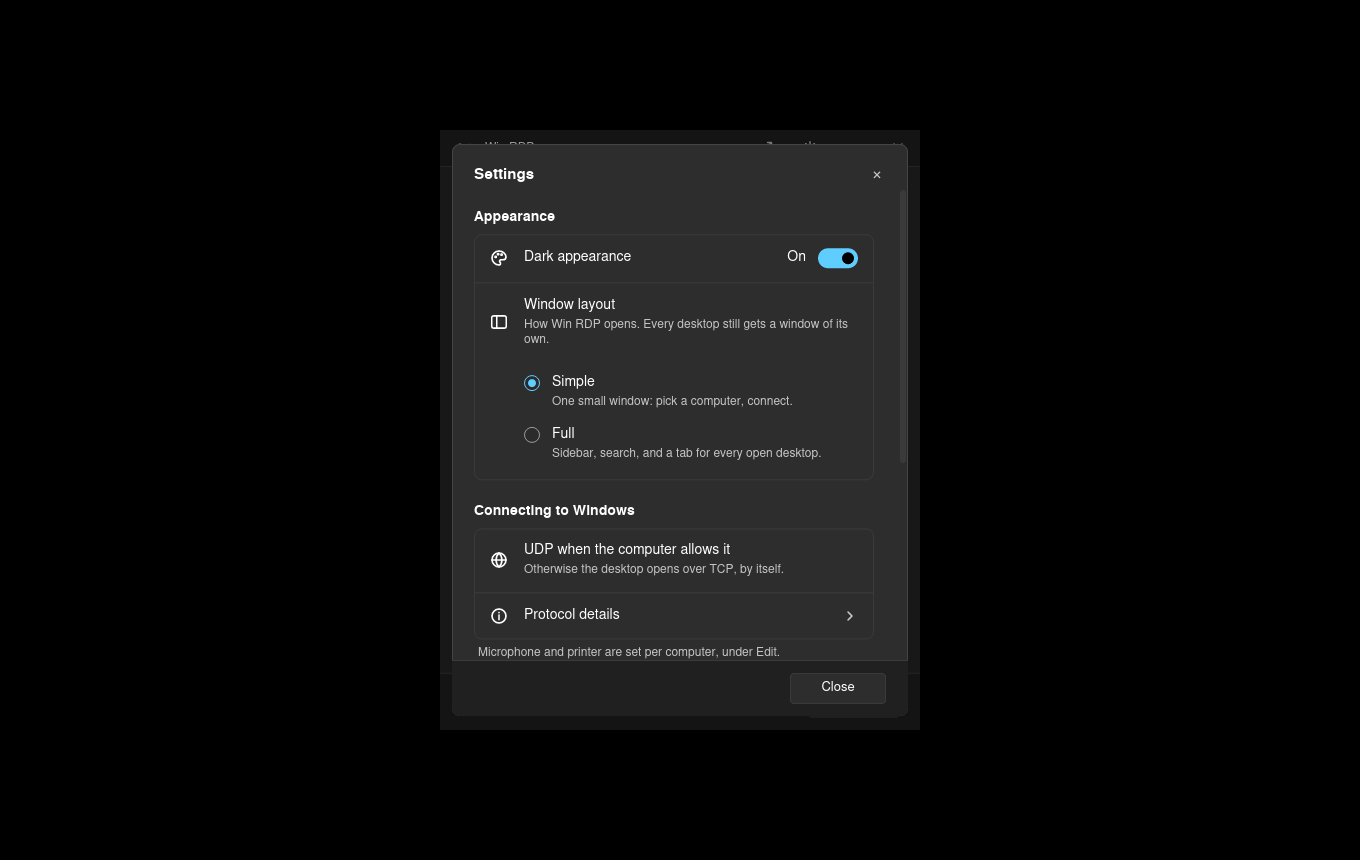 Win RDP
Settings
×
Appearance
Dark appearance
On
Window layout
How Win RDP opens. Every desktop still gets a window of its
own.
Simple
One small window: pick a computer, connect.
Full
Sidebar, search, and a tab for every open desktop.
Connecting to Windows
UDP when the computer allows it
Otherwise the desktop opens over TCP, by itself.
Protocol details
Microphone and printer are set per computer, under Edit.
Close